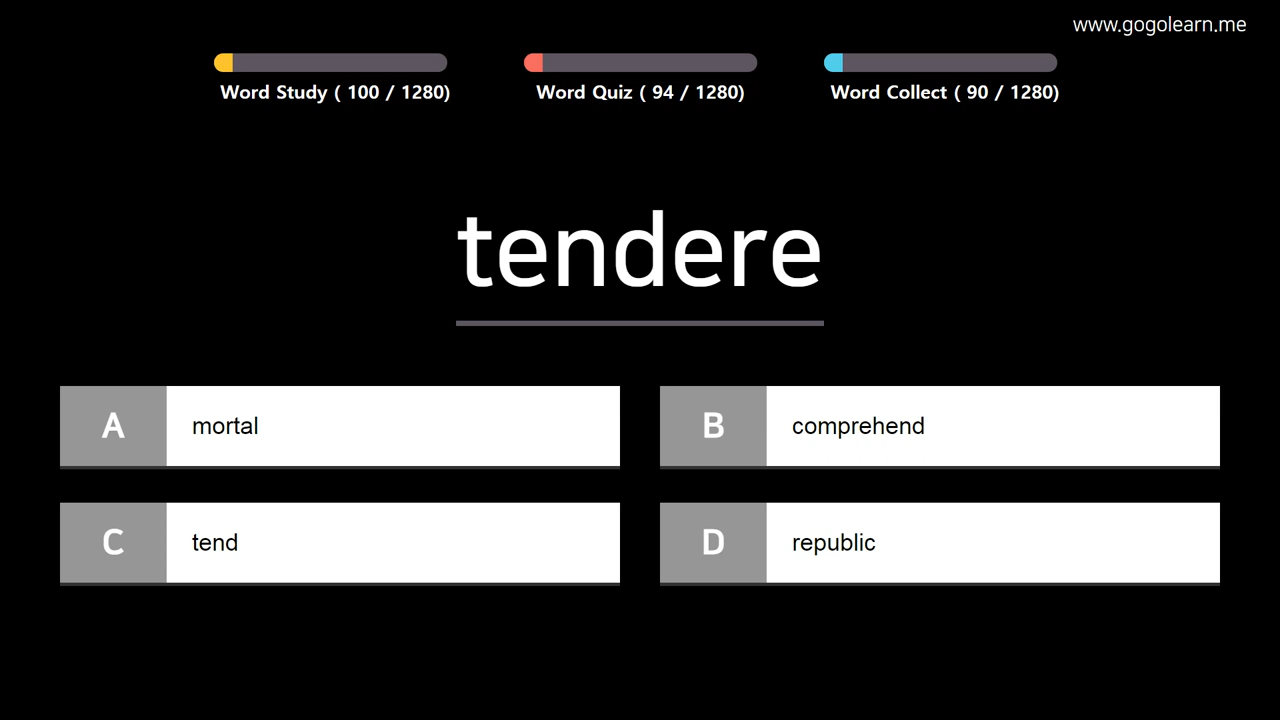 www.gogolearn.me
Word Study ( 100 / 1280)
Word Quiz ( 94 / 1280)
Word Collect ( 90 / 1280)
tendere
A mortal
B comprehend
C tend
D republic